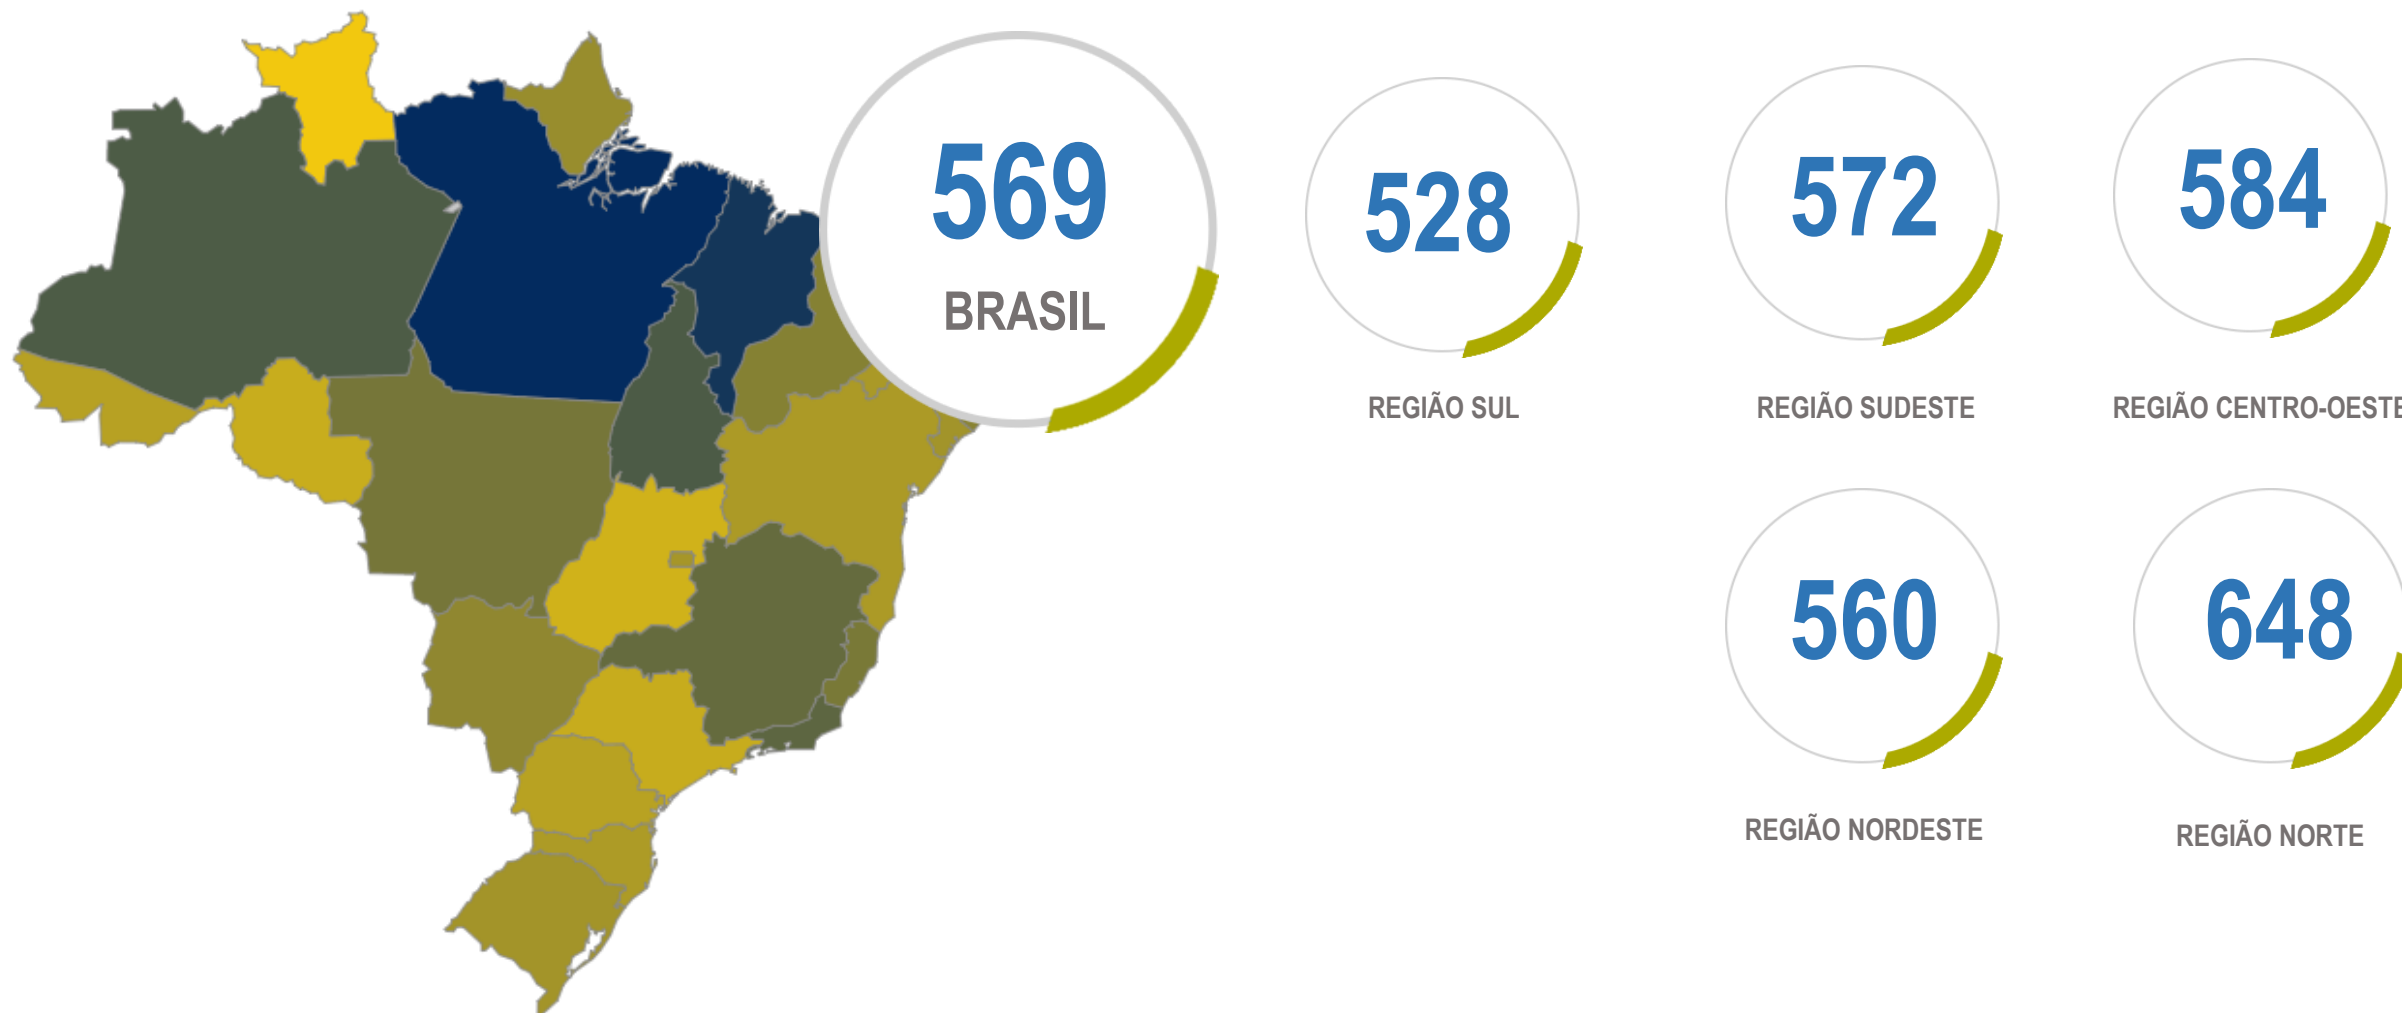 569
BRASIL
528
REGIÃO SUL
572
REGIÃO SUDESTE
584
REGIÃO CENTRO-OESTE
560
REGIÃO NORDESTE
648
REGIÃO NORTE